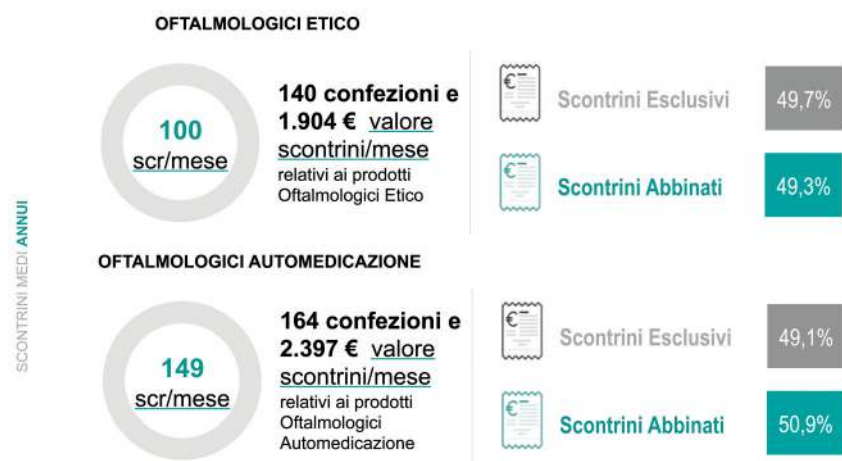 OFTALMOLOGICI ETICO
100
scr/mese
140 confezioni e
1.904 € valore
scontrini/mese
relativi ai prodotti
Oftalmologici Etico
€
Scontrini Esclusivi
49,7%
€
Scontrini Abbinati
49,3%
SCONTRINI MEDI ANNUI
OFTALMOLOGICI AUTOMEDICAZIONE
149
scr/mese
164 confezioni e
2.397 € valore
scontrini/mese
relativi ai prodotti
Oftalmologici
Automedicazione
€
Scontrini Esclusivi
49,1%
€
Scontrini Abbinati
50,9%